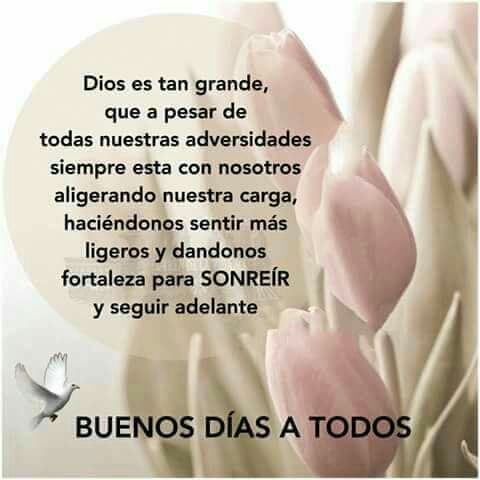 Dios es tan grande,
que a pesar de
todas nuestras adversidades
siempre esta con nosotros
aligerando nuestra carga,
haciéndonos sentir más
ligeros y dandonos
fortaleza para SONREÍR
y seguir adelante
BUENOS DÍAS A TODOS